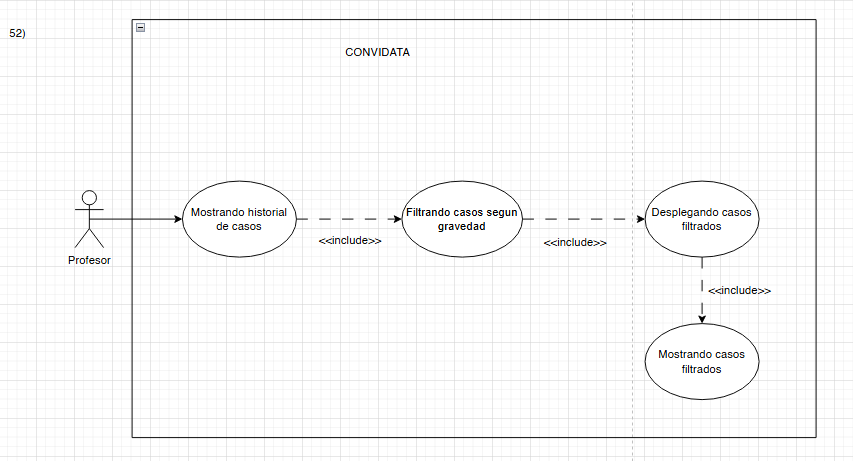 52)
CONVIDATA
Mostrando historial
de casos
Filtrando casos segun
gravedad
Desplegando casos
filtrados
<<include>>
<<include>>
Profesor
<<include>>
Mostrando casos
filtrados